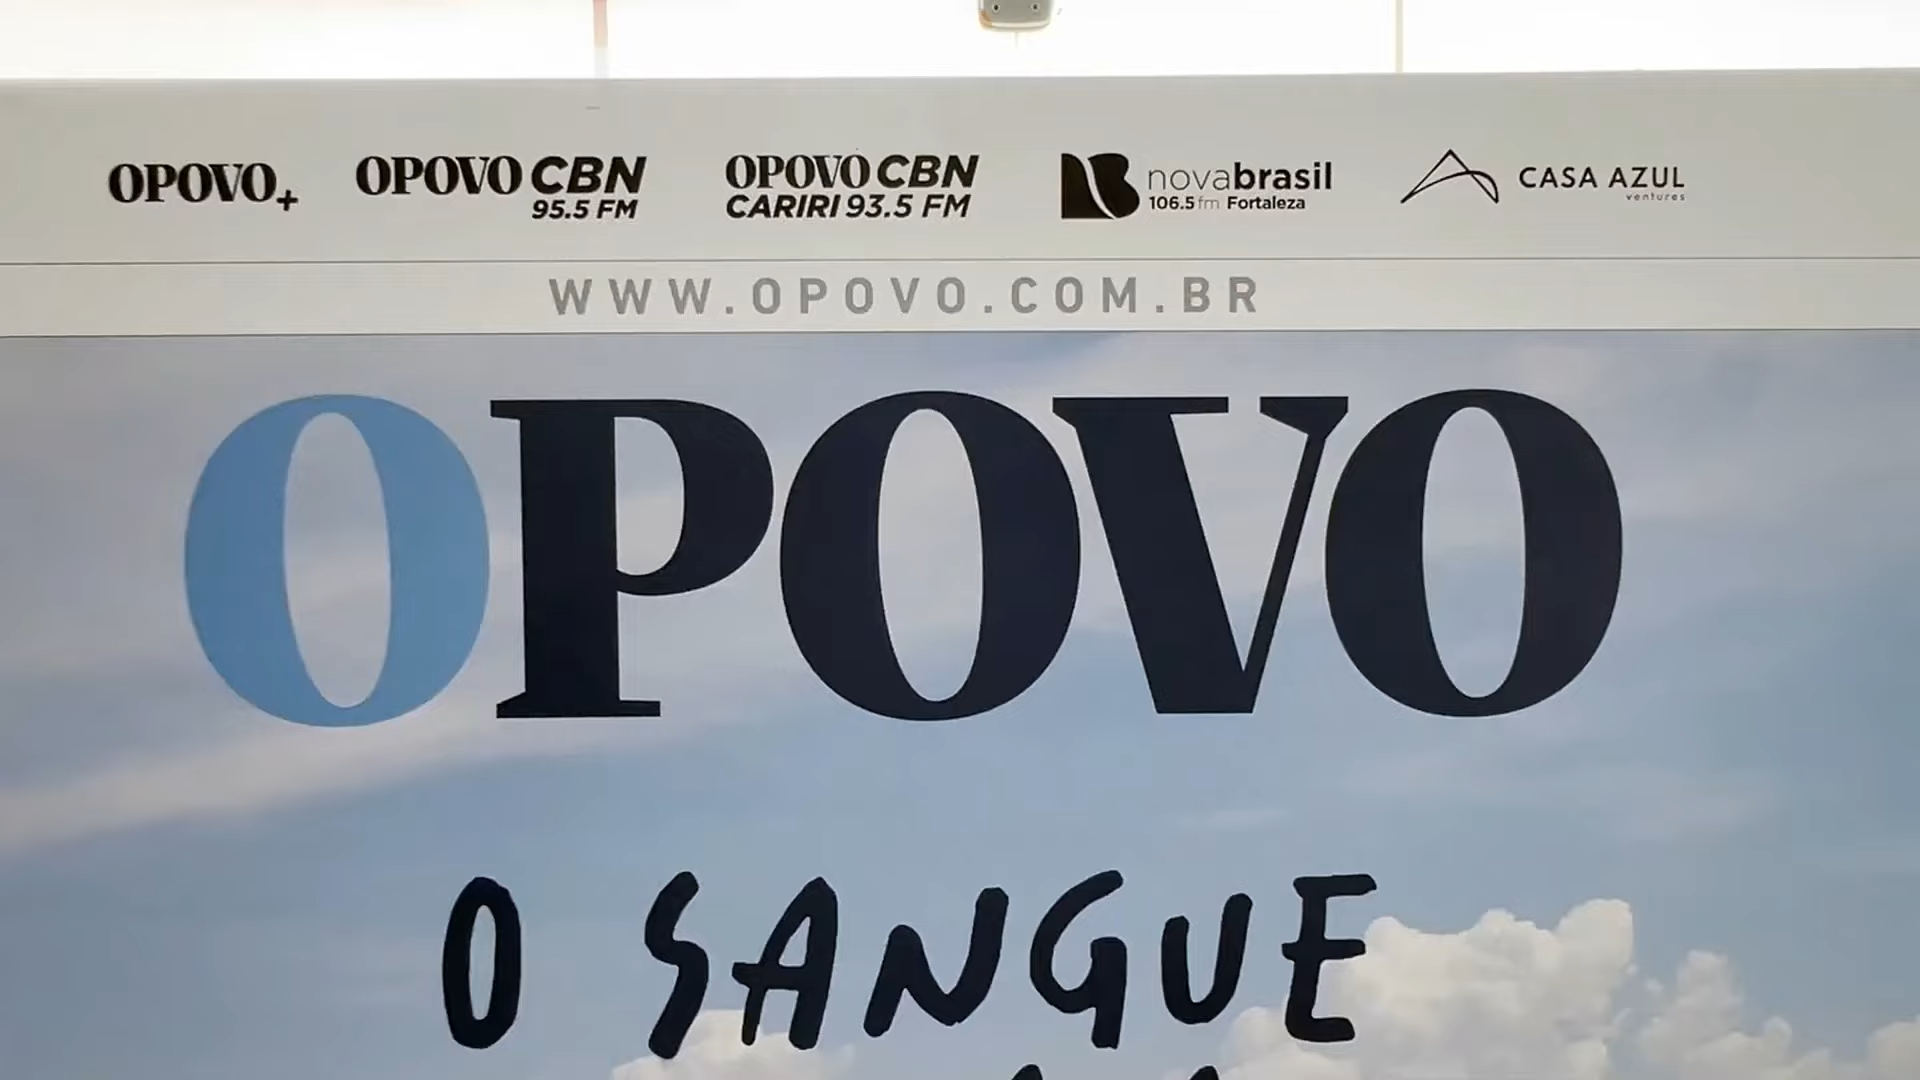 OPOVO+
OPOVO CBN
95.5 FM
OPOVO CBN
CARIRI 93.5 FM
novabrasil
106.5 fm Fortaleza
CASA AZUL
ventures
WWW.OPOVO.COM.BR
OPOVO
O SANGUE